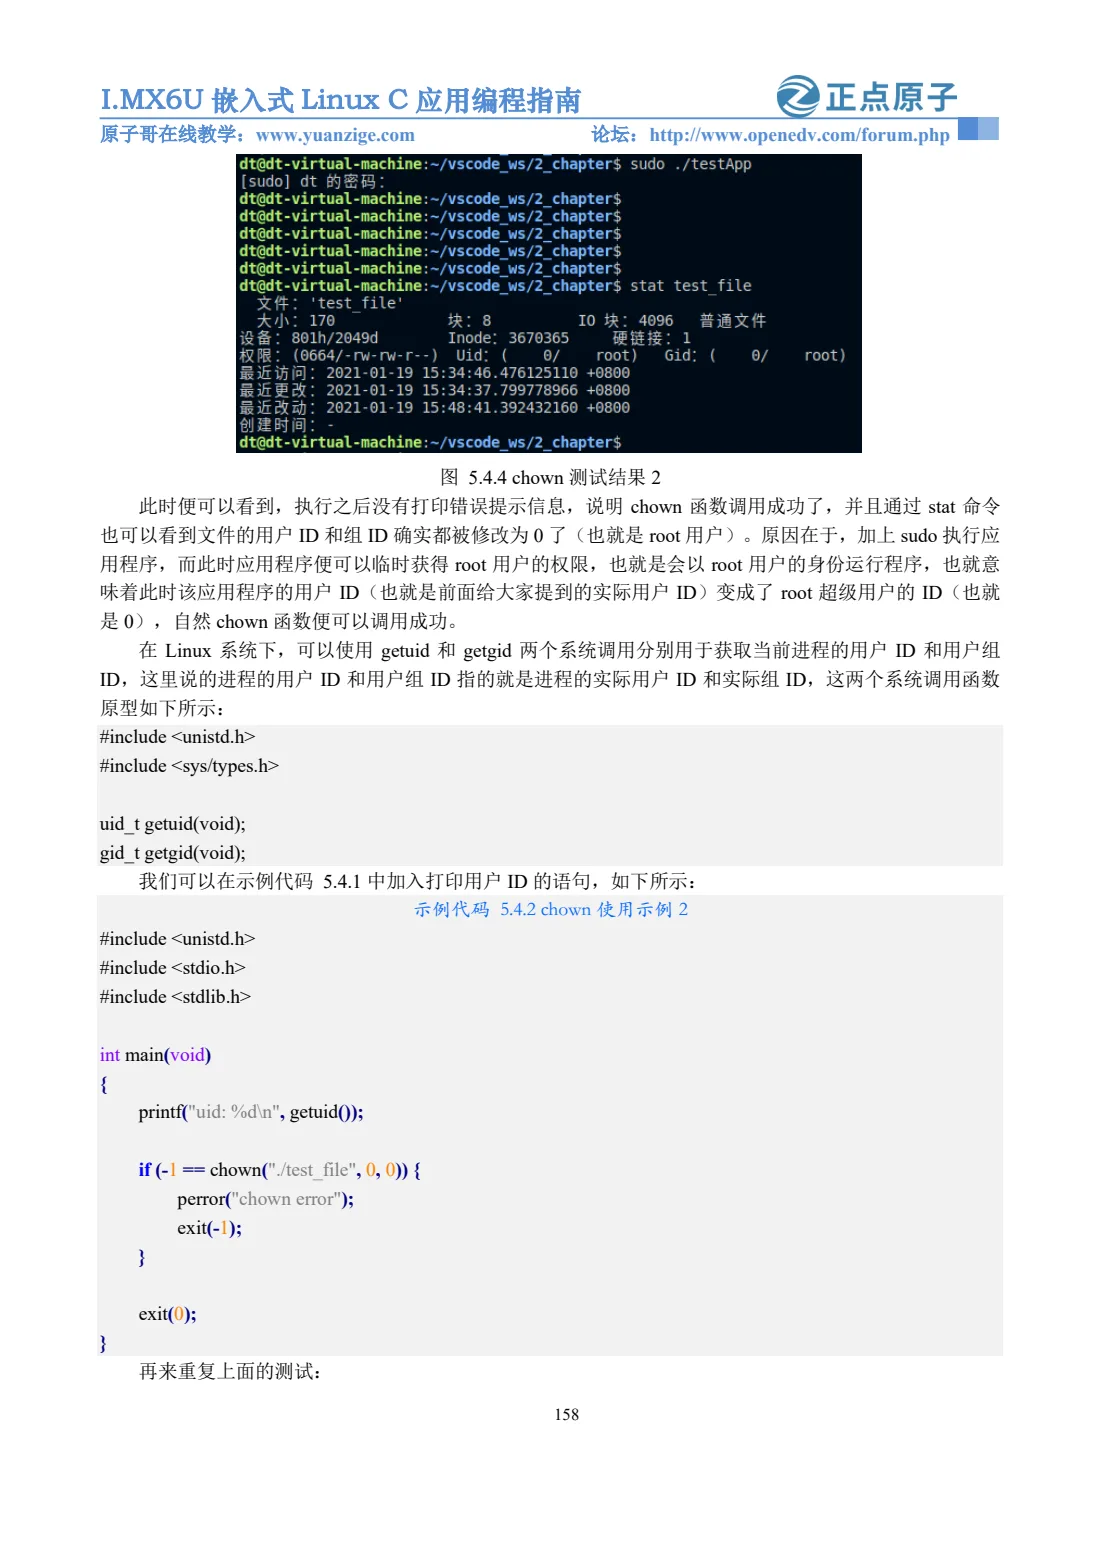 I.MX6U 嵌入式 Linux C 应用编程指南
正点原子
原子哥在线教学：www.yuanzige.com 论坛：http://www.openedv.com/forum.php
dt@dt-virtual-machine:~/vscode_ws/2_chapter$ sudo ./testApp
[sudo] dt 的密码：
dt@dt-virtual-machine:~/vscode_ws/2_chapter$
dt@dt-virtual-machine:~/vscode_ws/2_chapter$
dt@dt-virtual-machine:~/vscode_ws/2_chapter$
dt@dt-virtual-machine:~/vscode_ws/2_chapter$
dt@dt-virtual-machine:~/vscode_ws/2_chapter$
dt@dt-virtual-machine:~/vscode_ws/2_chapter$ stat test_file
文件：'test_file'
大小：170 块：8 IO 块：4096 普通文件
设备：801h/2049d Inode：3670365 硬链接：1
权限：(0664/-rw-rw-r--) Uid：( 0/ root) Gid：( 0/ root)
最近访问：2021-01-19 15:34:46.476125110 +0800
最近更改：2021-01-19 15:34:37.799778966 +0800
最近改动：2021-01-19 15:48:41.392432160 +0800
创建时间：-
dt@dt-virtual-machine:~/vscode_ws/2_chapter$
图 5.4.4 chown 测试结果 2
此时便可以看到，执行之后没有打印错误提示信息，说明 chown 函数调用成功了，并且通过 stat 命令
也可以看到文件的用户 ID 和组 ID 确实都被修改为 0 了（也就是 root 用户）。原因在于，加上 sudo 执行应
用程序，而此时应用程序便可以临时获得 root 用户的权限，也就是会以 root 用户的身份运行程序，也就意
味着此时该应用程序的用户 ID（也就是前面给大家提到的实际用户 ID）变成了 root 超级用户的 ID（也就
是 0），自然 chown 函数便可以调用成功。
在 Linux 系统下，可以使用 getuid 和 getgid 两个系统调用分别用于获取当前进程的用户 ID 和用户组
ID，这里说的进程的用户 ID 和用户组 ID 指的就是进程的实际用户 ID 和实际组 ID，这两个系统调用函数
原型如下所示：
#include <unistd.h>
#include <sys/types.h>
uid_t getuid(void);
gid_t getgid(void);
我们可以在示例代码 5.4.1 中加入打印用户 ID 的语句，如下所示：
示例代码 5.4.2 chown 使用示例 2
#include <unistd.h>
#include <stdio.h>
#include <stdlib.h>
int main(void)
{
printf("uid: %d\n", getuid());
if (-1 == chown("./test_file", 0, 0)) {
perror("chown error");
exit(-1);
}
exit(0);
}
再来重复上面的测试：
158